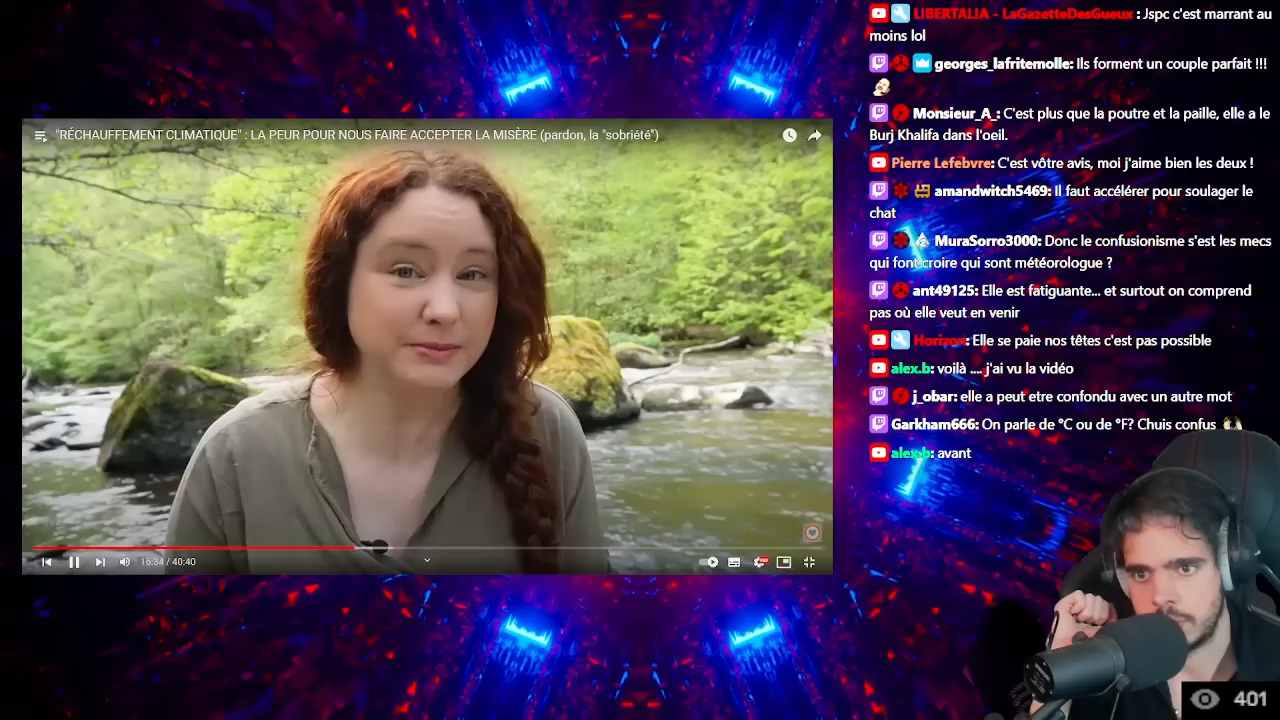 "RÉCHAUFFEMENT CLIMATIQUE" : LA PEUR POUR NOUS FAIRE ACCEPTER LA MISÈRE (pardon, la "sobriété")
16:34 / 40:40
LIBERTALIA - LaGazetteDesGueux : Jspc c'est marrant au
moins lol
georges_lafritemolle: Ils forment un couple parfait !!!
Monsieur_A_: C'est plus que la poutre et la paille, elle a le
Burj Khalifa dans l'oeil.
Pierre Lefebvre: C'est vôtre avis, moi j'aime bien les deux !
amandwitch5469: Il faut accélérer pour soulager le
chat
MuraSorro3000: Donc le confusionisme s'est les mecs
qui font croire qui sont météorologue ?
ant49125: Elle est fatiguante... et surtout on comprend
pas où elle veut en venir
Horizon: Elle se paie nos têtes c'est pas possible
alex.b: voilà .... j'ai vu la vidéo
j_obar: elle a peut etre confondu avec un autre mot
Garkham666: On parle de °C ou de °F? Chuis confus
alex.b: avant
401